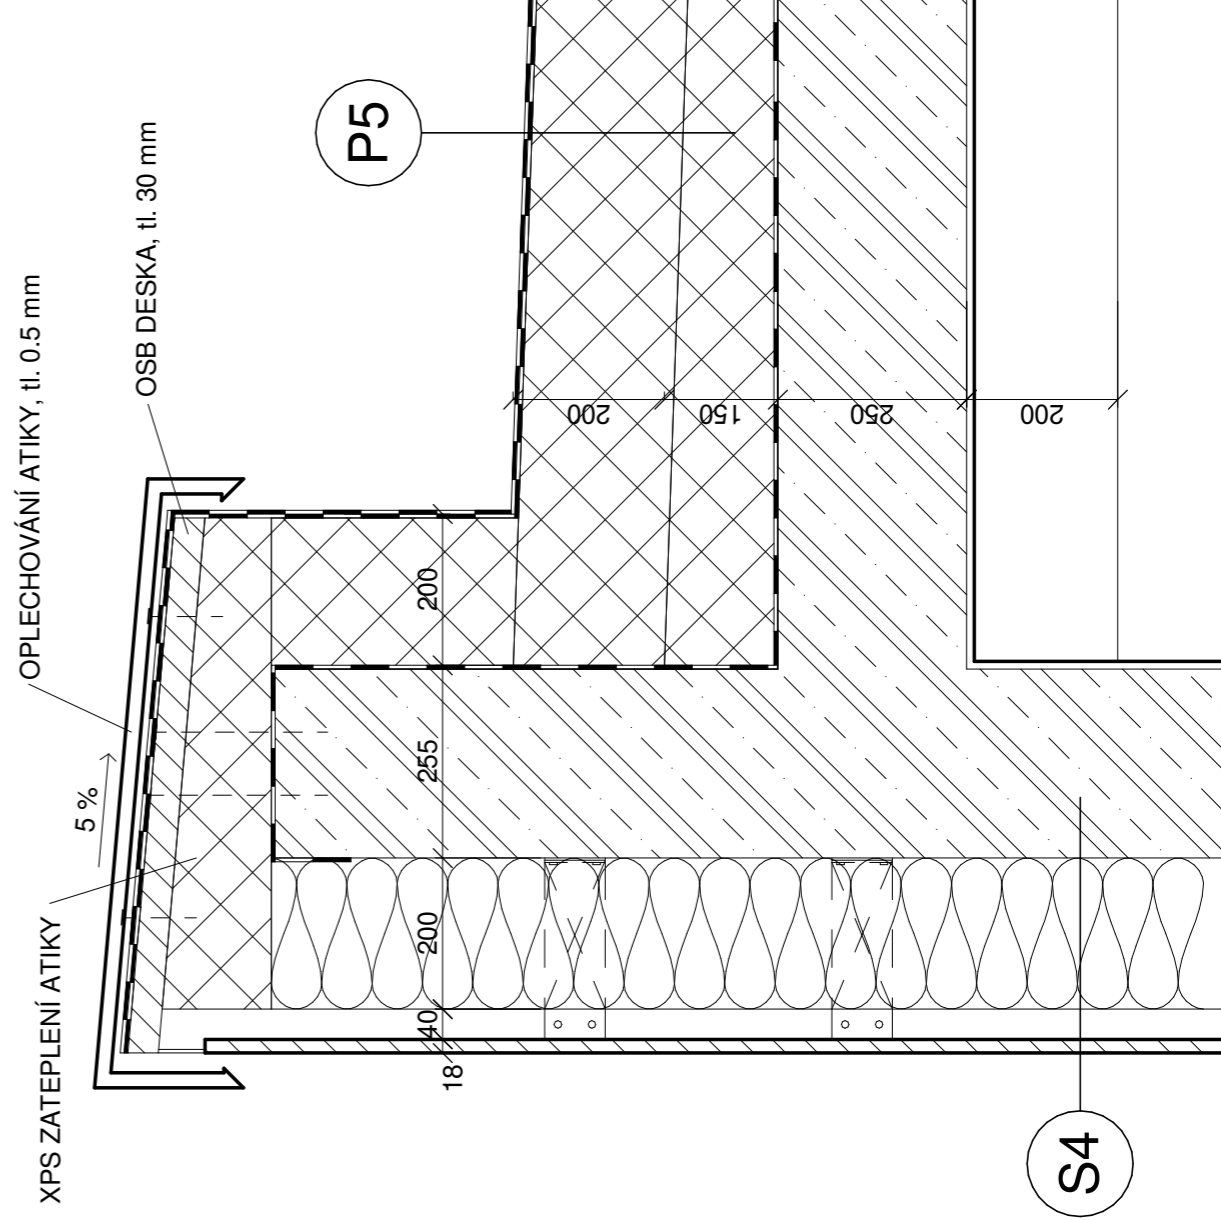 OPLECHOVÁNÍ ATIKY, tl. 0.5 mm
OSB DESKA, tl. 30 mm
P5
5 %
XPS ZATEPLENÍ ATIKY
200
150
250
200
200
255
200
40
18
S4